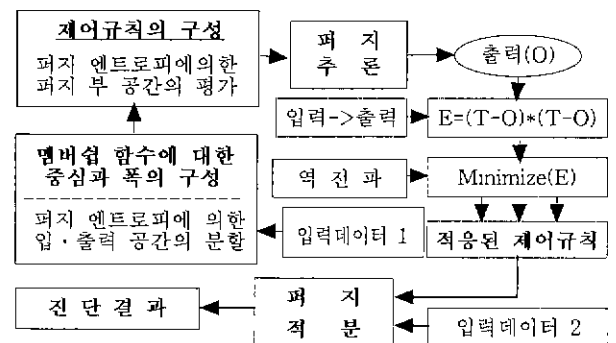 제어규칙의 구성
퍼지 엔트로피에의한
퍼지 부 공간의 평가
퍼 지
추 론
출력(O)
입력->출력
E=(T-O)*(T-O)
멤버쉽 함수에 대한
중심과 폭의 구성
퍼지 엔트로피에 의한
입·출력 공간의 분할
역 전 파
Minimize(E)
입력데이터 1
적응된 제어규칙
진 단 결 과
퍼 지
적 분
입력데이터 2